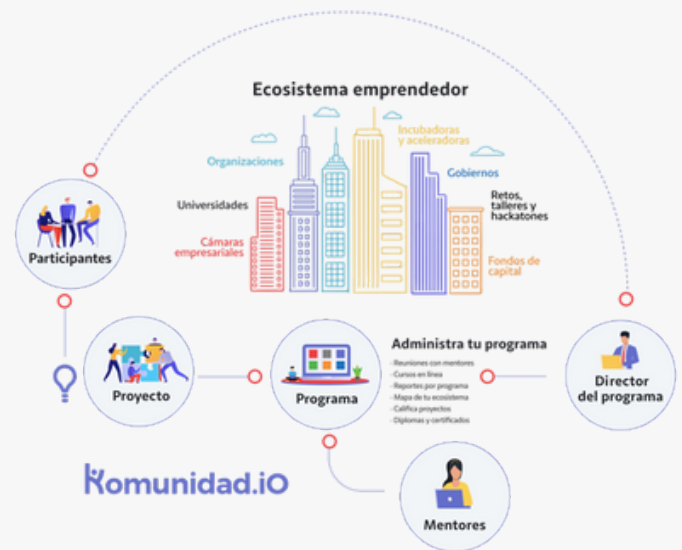 Ecosistema emprendedor
Organizaciones
Incubadoras
y aceleradoras
Gobiernos
Universidades
Retos,
talleres y
hackatones
Cámaras
empresariales
Fondos de
capital
Participantes
Proyecto
Programa
Administra tu programa
- Reuniones con mentores
- Cursos en línea
- Reportes por programa
- Mapa de tu ecosistema
- Califica proyectos
- Diplomas y certificados
Director
del programa
Mentores
Komunidad.iO